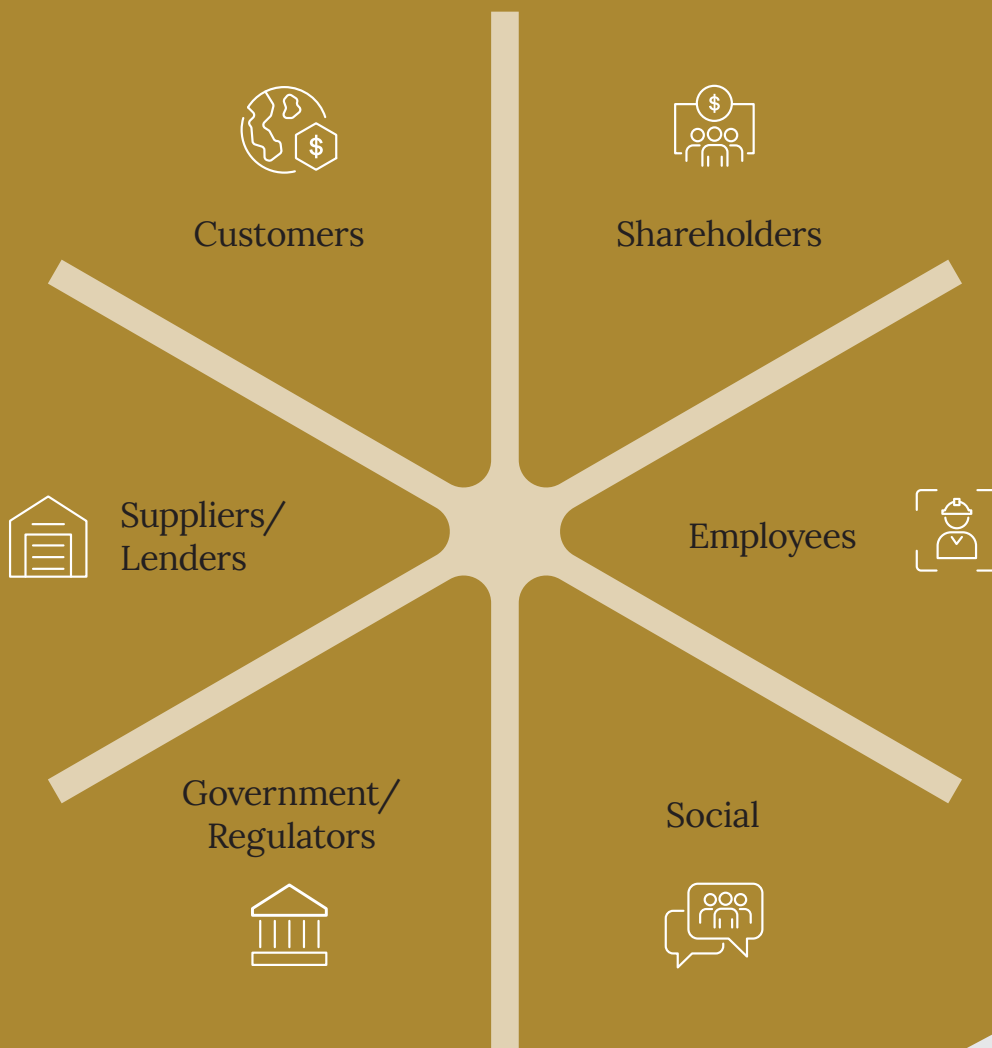 Customers
Shareholders
Suppliers/
Lenders
Employees
Government/
Regulators
Social